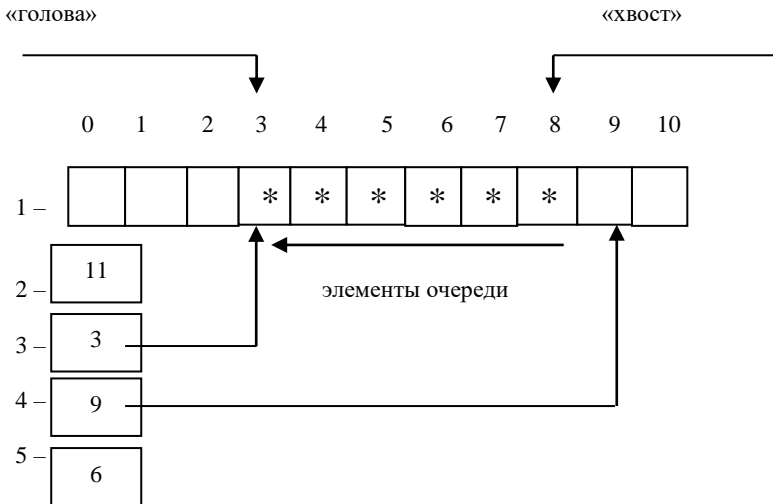 «голова» «хвост»
0 1 2 3 4 5 6 7 8 9 10
1 – * * * * * *
11
2 – элементы очереди
3 – 3
4 – 9
5 –
6